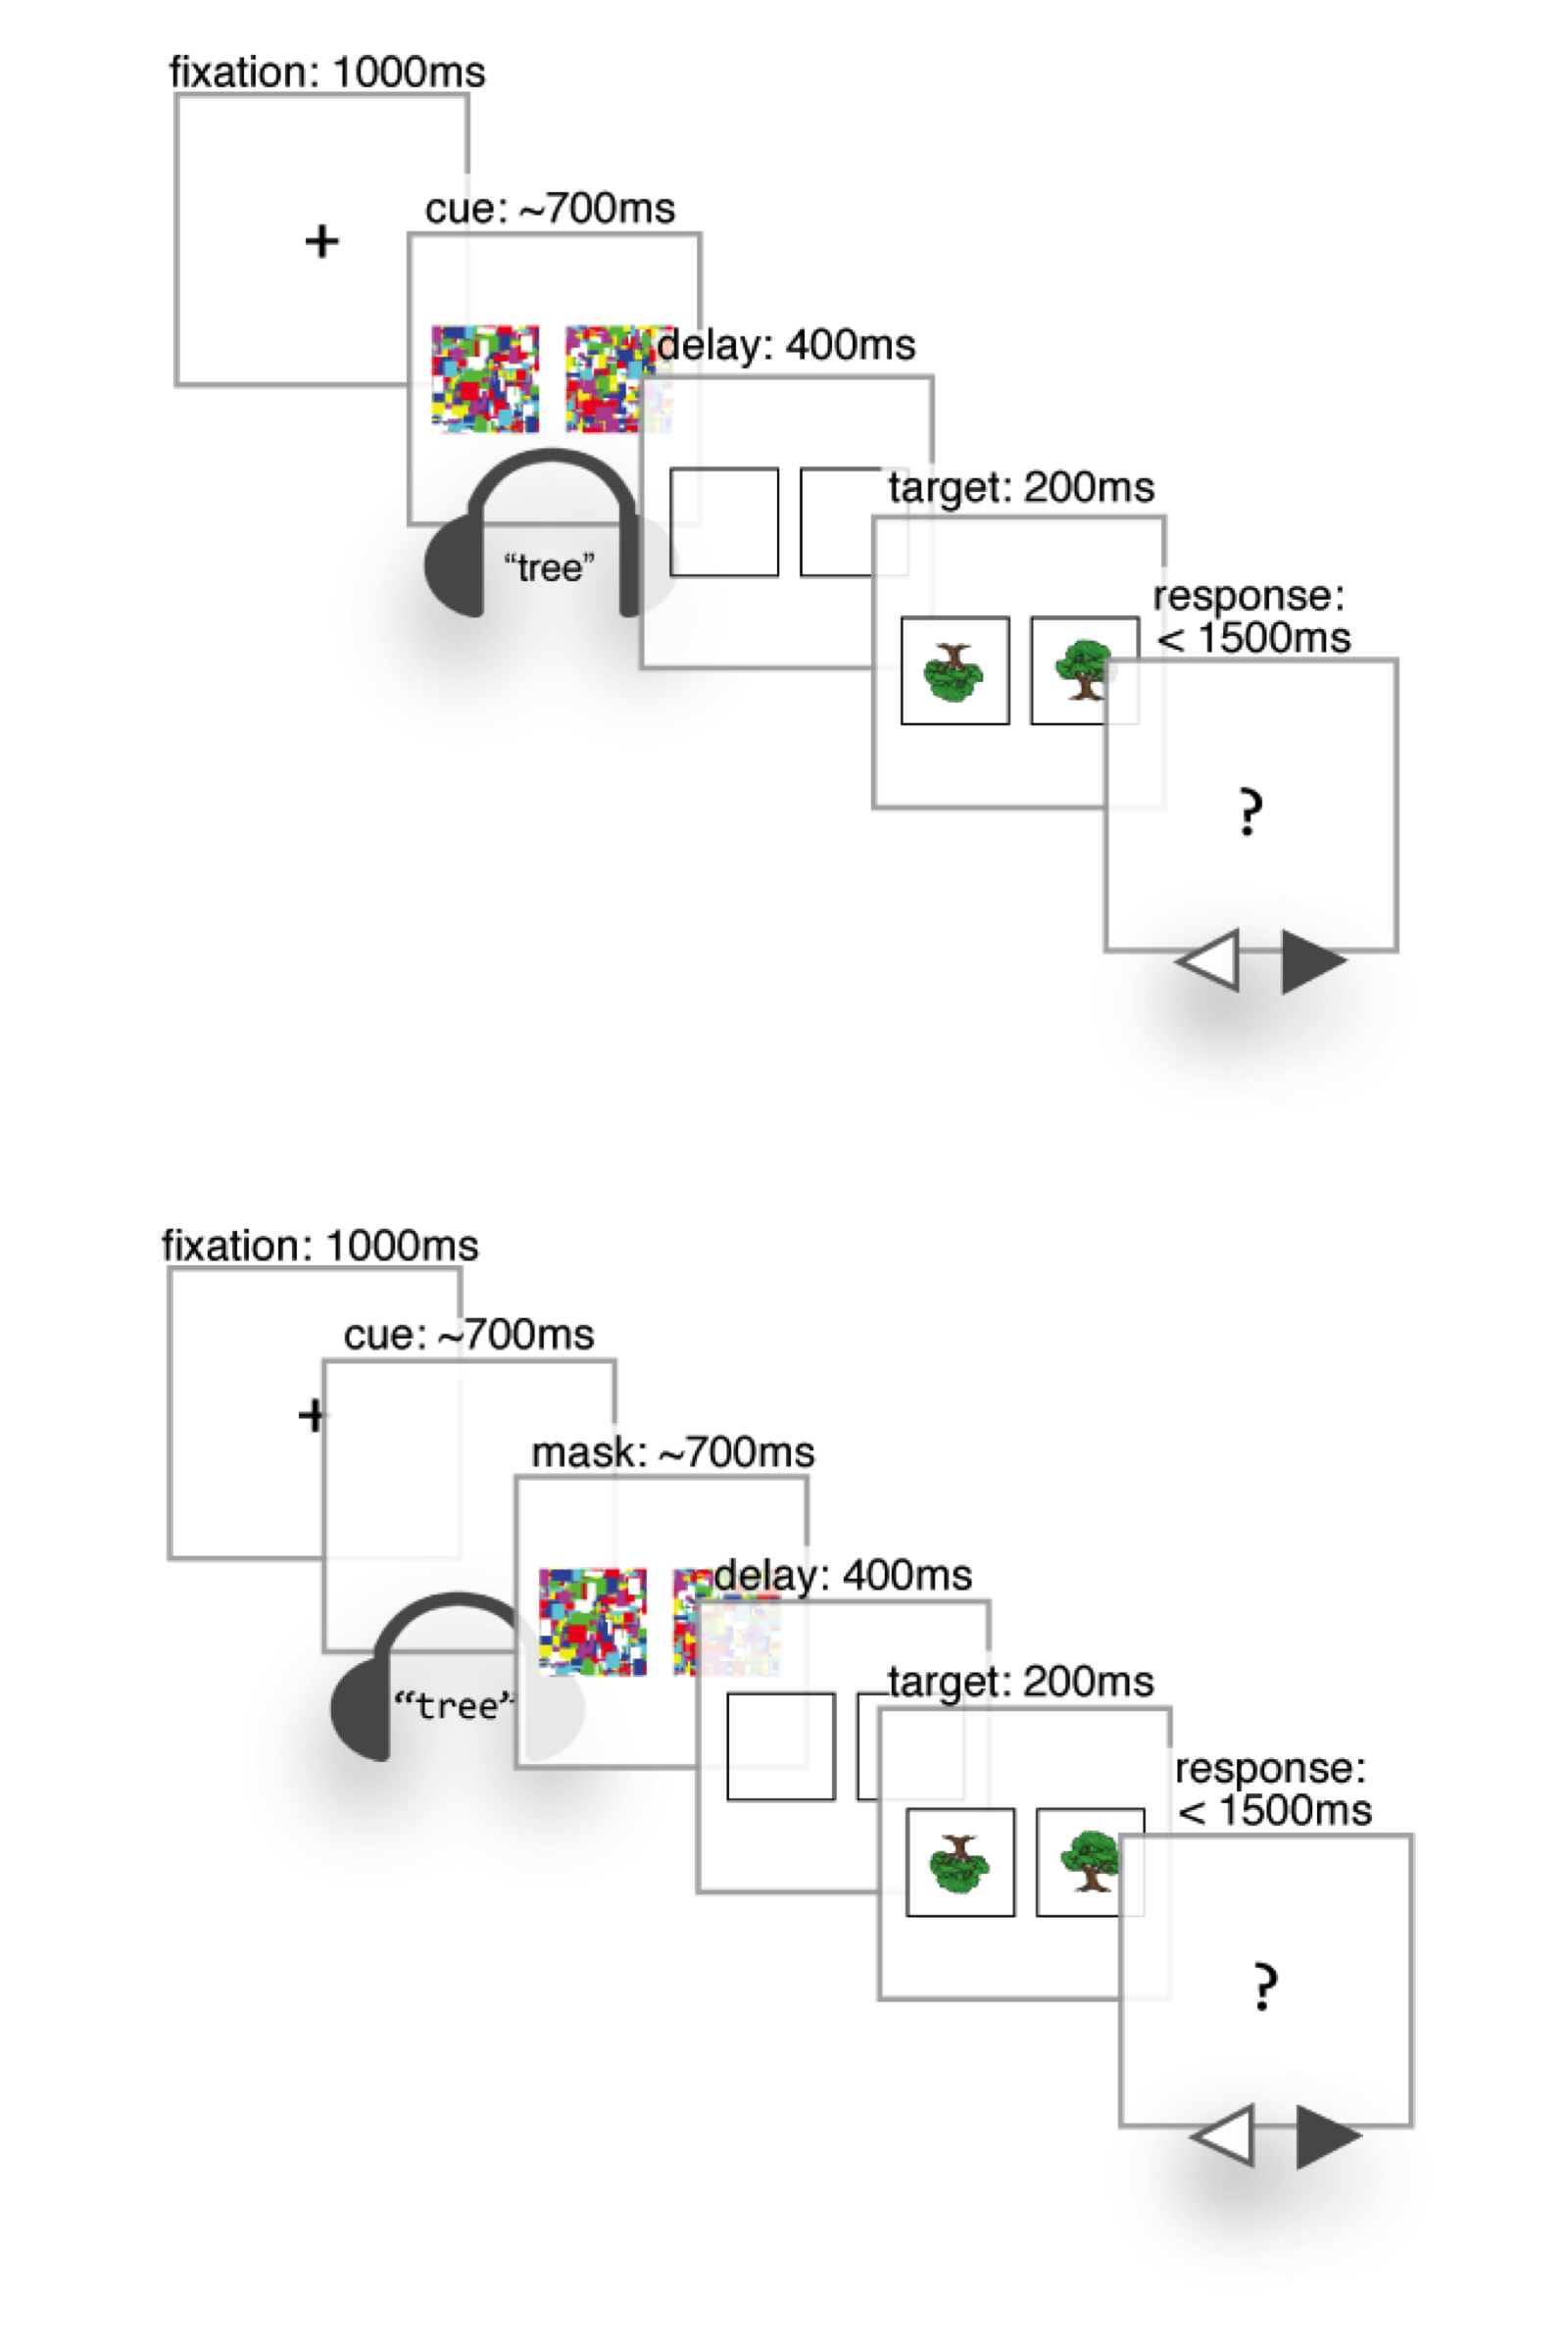 fixation: 1000ms
+
cue: ~700ms
“tree”
delay: 400ms
target: 200ms
response:
< 1500ms
?
fixation: 1000ms
+
cue: ~700ms
“tree”
mask: ~700ms
delay: 400ms
target: 200ms
response:
< 1500ms
?